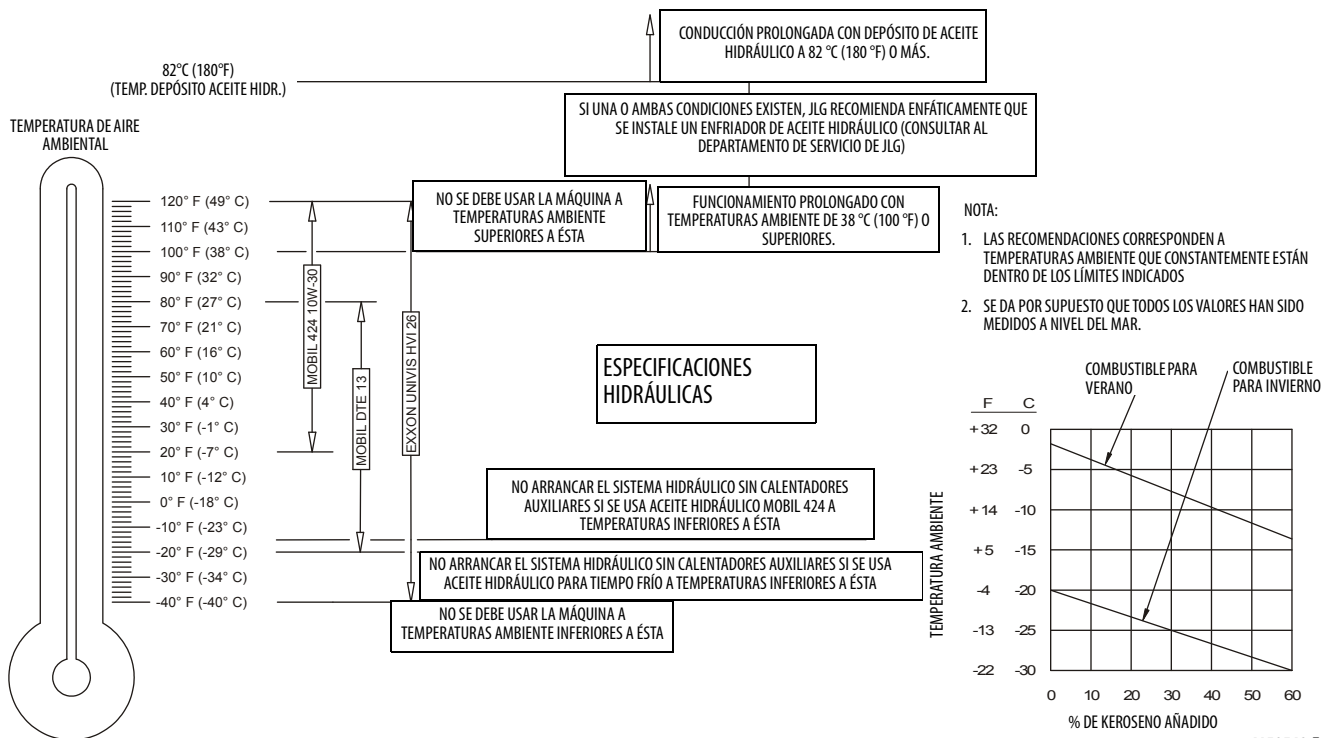 CONDUCCIÓN PROLONGADA CON DEPÓSITO DE ACEITE
HIDRÁULICO A 82 °C (180 °F) O MÁS.
82°C (180°F)
(TEMP. DEPÓSITO ACEITE HIDR.)
SI UNA O AMBAS CONDICIONES EXISTEN, JLG RECOMIENDA ENFÁTICAMENTE QUE
SE INSTALE UN ENFRIADOR DE ACEITE HIDRÁULICO (CONSULTAR AL
DEPARTAMENTO DE SERVICIO DE JLG)
TEMPERATURA DE AIRE
AMBIENTAL
NO SE DEBE USAR LA MÁQUINA A
TEMPERATURAS AMBIENTE
SUPERIORES A ÉSTA
FUNCIONAMIENTO PROLONGADO CON
TEMPERATURAS AMBIENTE DE 38 °C (100 °F) O
SUPERIORES.
120° F (49° C)
110° F (43° C)
100° F (38° C)
90° F (32° C)
80° F (27° C)
70° F (21° C)
60° F (16° C)
50° F (10° C)
40° F (4° C)
30° F (-1° C)
20° F (-7° C)
10° F (-12° C)
0° F (-18° C)
-10° F (-23° C)
-20° F (-29° C)
-30° F (-34° C)
-40° F (-40° C)
MOBIL 424 10W-30
MOBIL DTE 13
EXXON UNIVIS HVI 26
NOTA:
1. LAS RECOMENDACIONES CORRESPONDEN A
TEMPERATURAS AMBIENTE QUE CONSTANTEMENTE ESTÁN
DENTRO DE LOS LÍMITES INDICADOS
2. SE DA POR SUPUESTO QUE TODOS LOS VALORES HAN SIDO
MEDIDOS A NIVEL DEL MAR.
ESPECIFICACIONES
HIDRÁULICAS
NO ARRANCAR EL SISTEMA HIDRÁULICO SIN CALENTADORES
AUXILIARES SI SE USA ACEITE HIDRÁULICO MOBIL 424 A
TEMPERATURAS INFERIORES A ÉSTA
NO ARRANCAR EL SISTEMA HIDRÁULICO SIN CALENTADORES AUXILIARES SI SE USA
ACEITE HIDRÁULICO PARA TIEMPO FRÍO A TEMPERATURAS INFERIORES A ÉSTA
NO SE DEBE USAR LA MÁQUINA A
TEMPERATURAS AMBIENTE INFERIORES A ÉSTA
COMBUSTIBLE PARA
VERANO
COMBUSTIBLE
PARA INVIERNO
F C
+32 0
+23 -5
+14 -10
+5 -15
-4 -20
-13 -25
-22 -30
TEMPERATURA AMBIENTE
0 10 20 30 40 50 60
% DE KEROSENO AÑADIDO